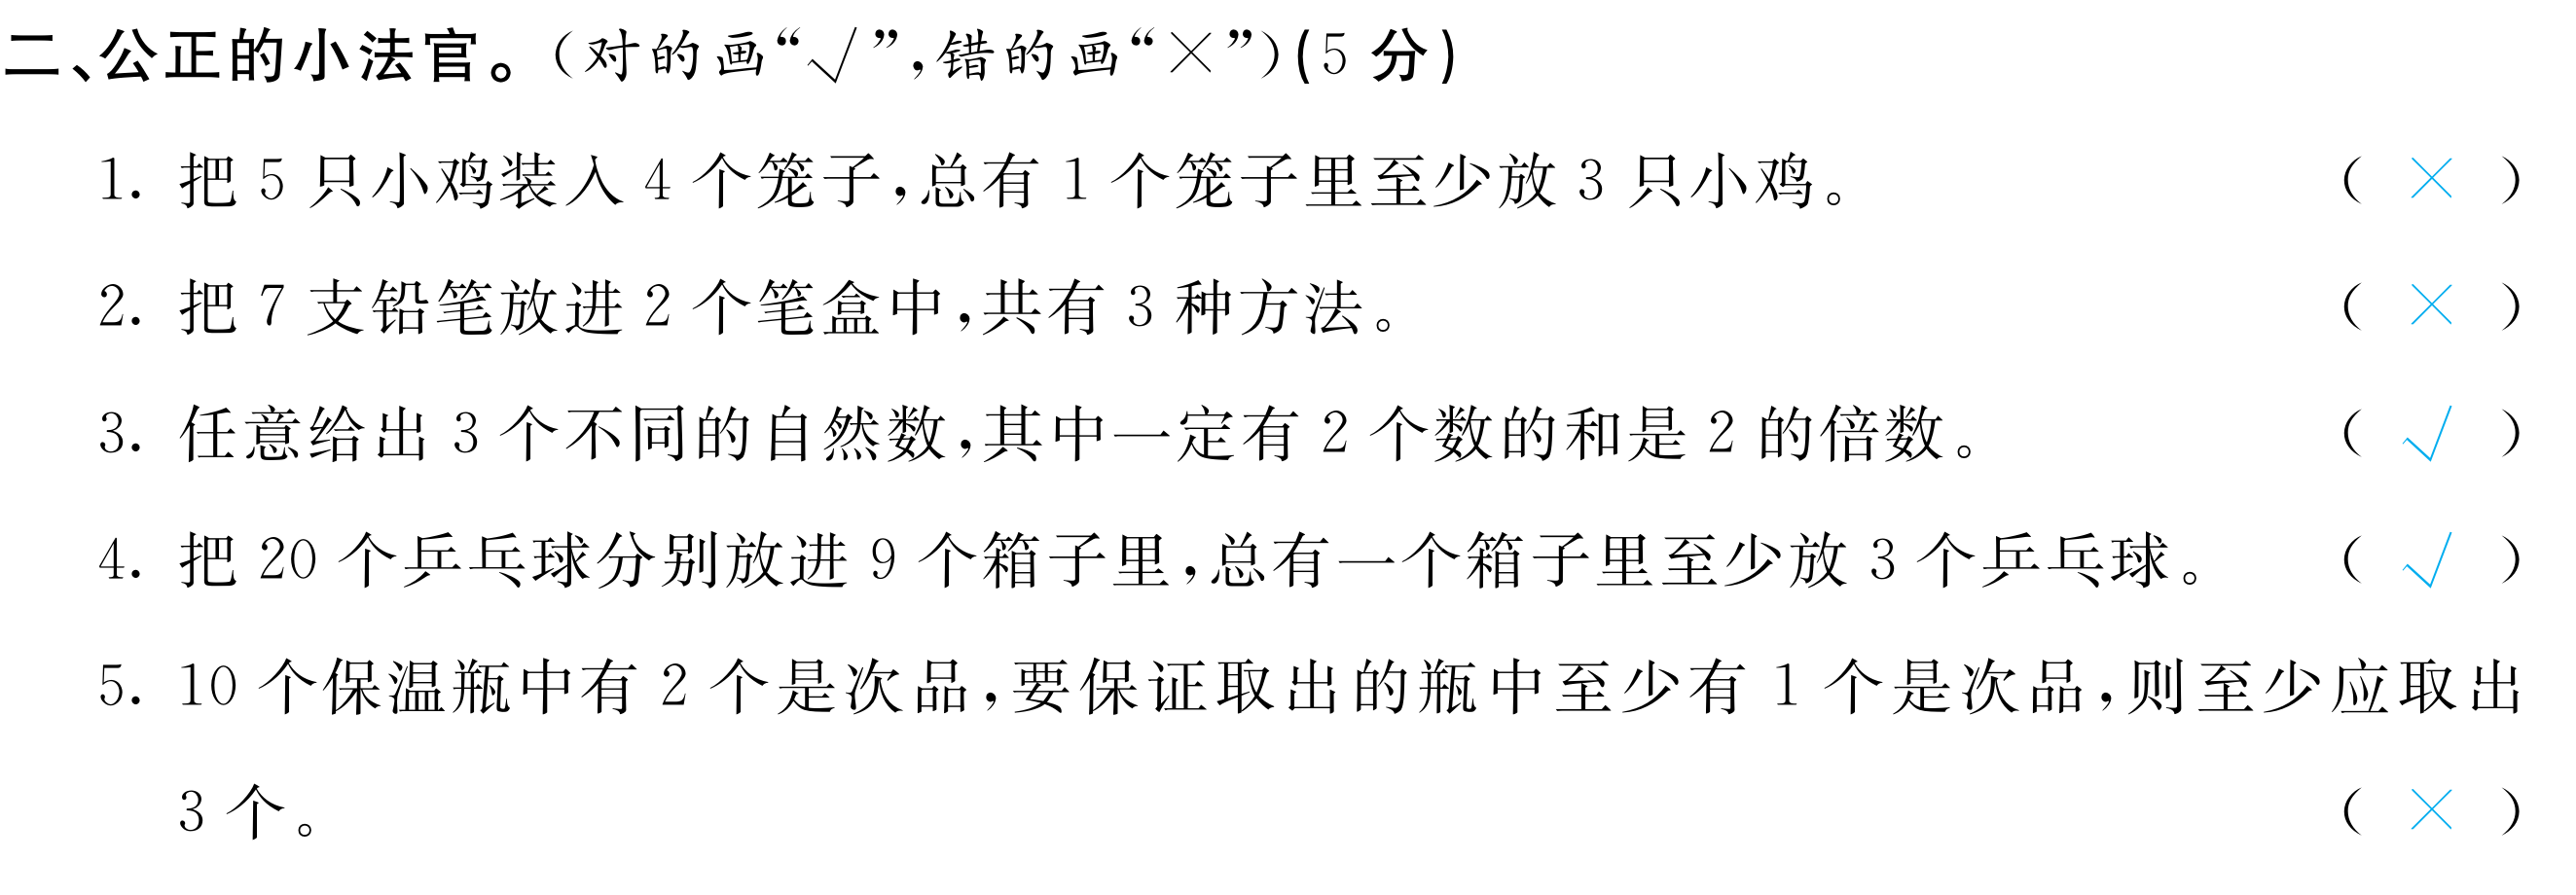 二、公正的小法官。(对的画“√”,错的画“×”)(5 分)
1. 把 5 只小鸡装入 4 个笼子,总有 1 个笼子里至少放 3 只小鸡。 ( × )
2. 把 7 支铅笔放进 2 个笔盒中,共有 3 种方法。 ( × )
3. 任意给出 3 个不同的自然数,其中一定有 2 个数的和是 2 的倍数。 ( √ )
4. 把 20 个乒乓球分别放进 9 个箱子里,总有一个箱子里至少放 3 个乒乓球。 ( √ )
5. 10 个保温瓶中有 2 个是次品,要保证取出的瓶中至少有 1 个是次品,则至少应取出
3 个。 ( × )